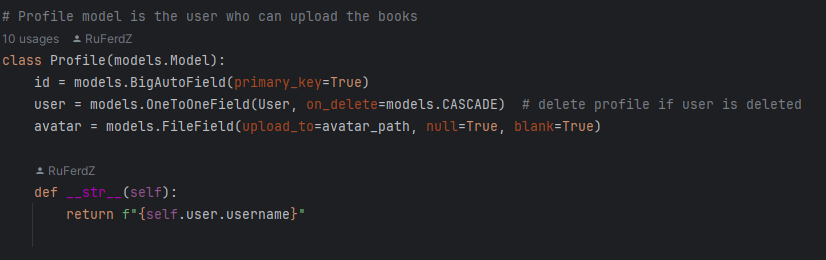 # Profile model is the user who can upload the books
10 usages RuFerdZ
class Profile(models.Model):
    id = models.BigAutoField(primary_key=True)
    user = models.OneToOneField(User, on_delete=models.CASCADE)  # delete profile if user is deleted
    avatar = models.FileField(upload_to=avatar_path, null=True, blank=True)
    RuFerdZ
    def __str__(self):
        return f"{self.user.username}"